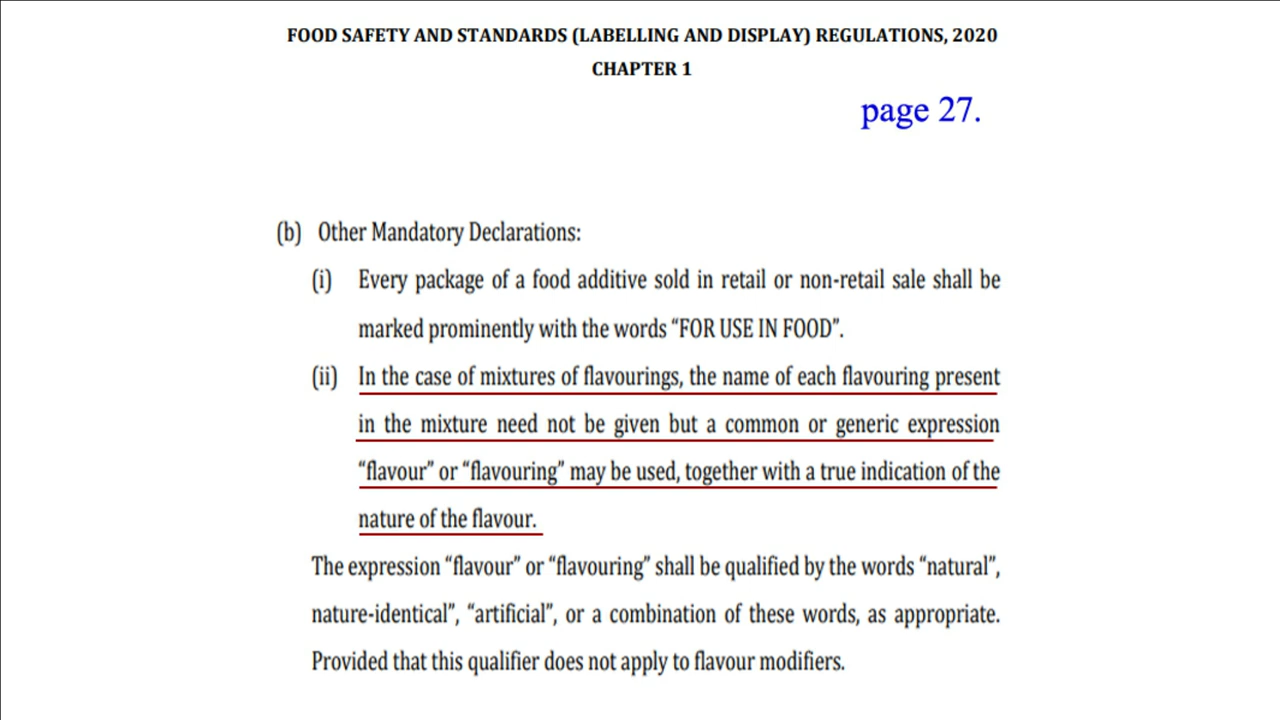 FOOD SAFETY AND STANDARDS (LABELLING AND DISPLAY) REGULATIONS, 2020
CHAPTER 1
page 27.
(b) Other Mandatory Declarations:
(i) Every package of a food additive sold in retail or non-retail sale shall be
marked prominently with the words “FOR USE IN FOOD”.
(ii) In the case of mixtures of flavourings, the name of each flavouring present
in the mixture need not be given but a common or generic expression
“flavour” or “flavouring” may be used, together with a true indication of the
nature of the flavour.
The expression “flavour” or “flavouring” shall be qualified by the words “natural”,
nature-identical”, “artificial”, or a combination of these words, as appropriate.
Provided that this qualifier does not apply to flavour modifiers.